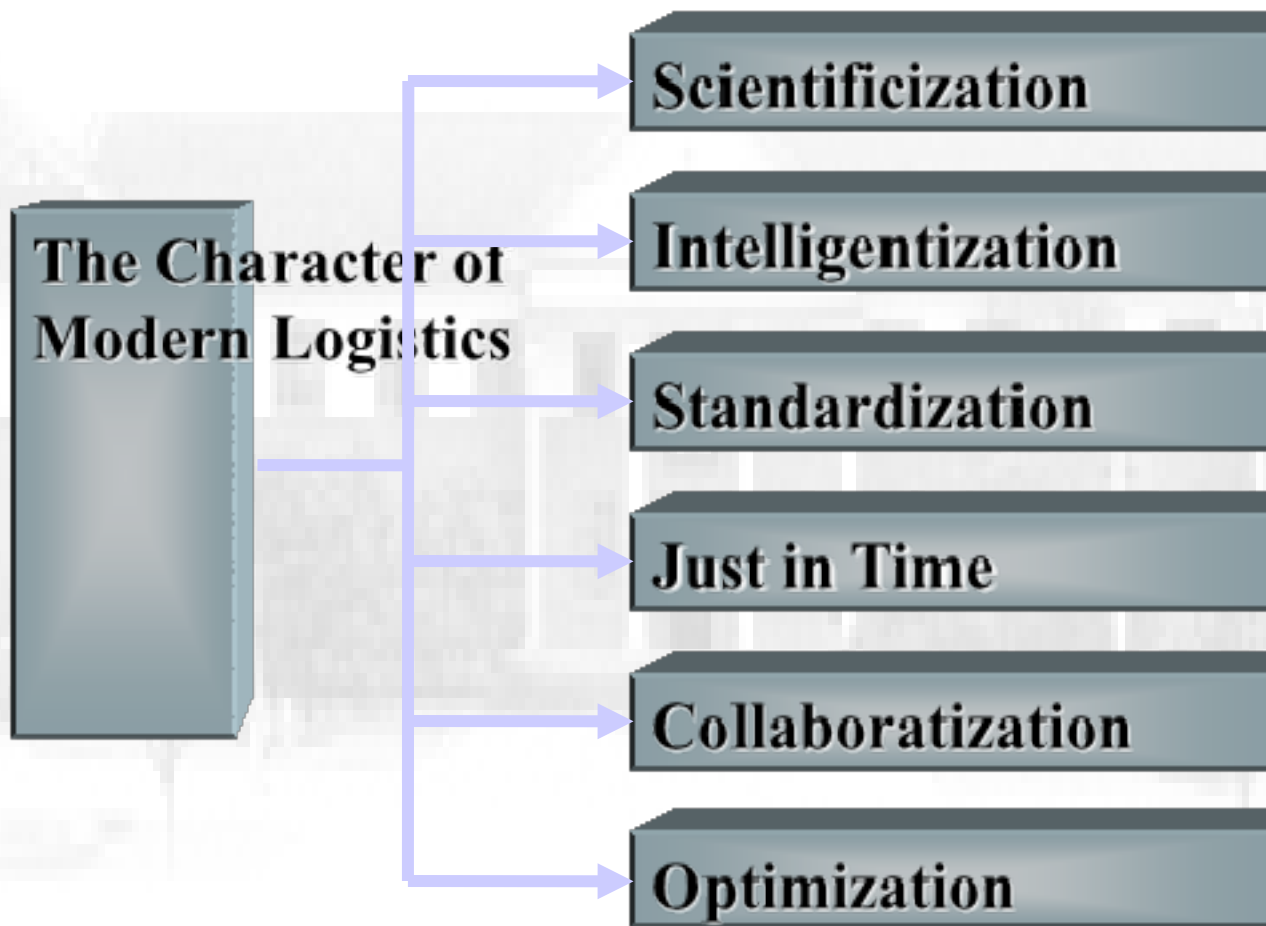 The Character of
Modern Logistics
Scientificization
Intelligentization
Standardization
Just in Time
Collaboratization
Optimization